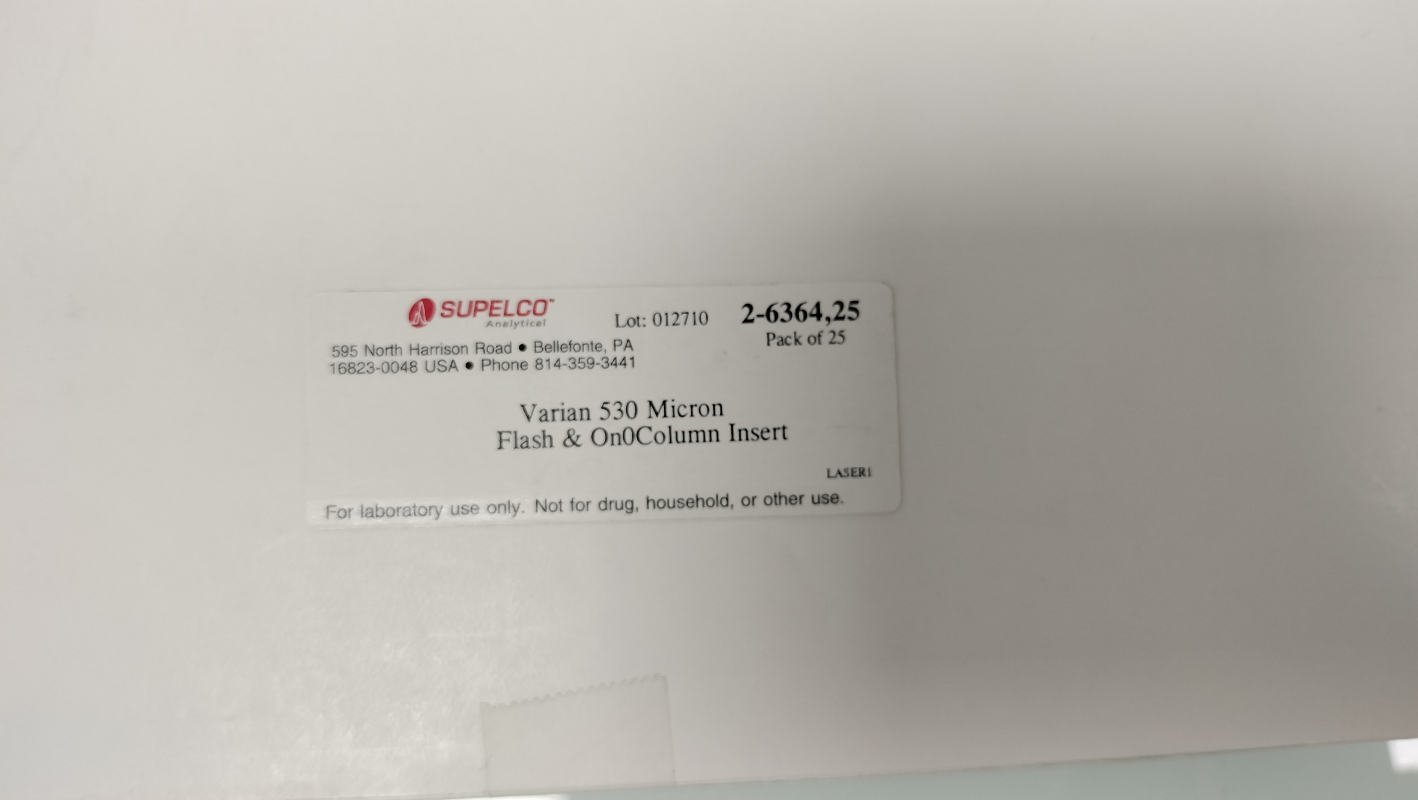 SUPELCO™
Analytical
Lot: 012710
2-6364,25
Pack of 25
595 North Harrison Road • Bellefonte, PA
16823-0048 USA • Phone 814-359-3441
Varian 530 Micron
Flash & On0Column Insert
LASER1
For laboratory use only. Not for drug, household, or other use.